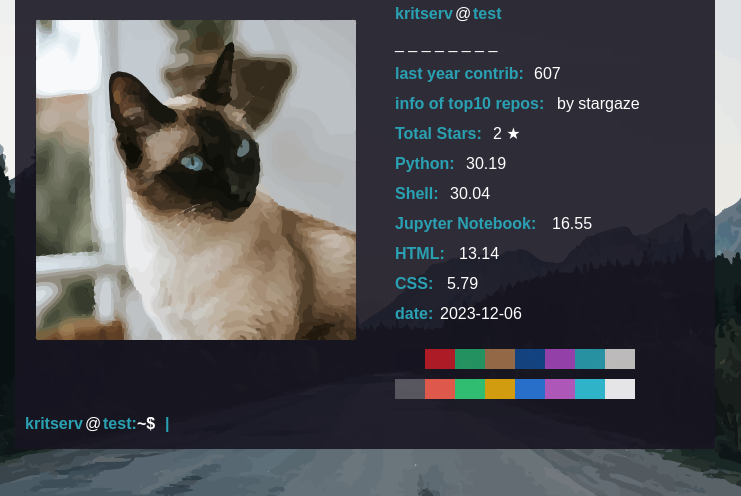 kritserv@test
_ _ _ _ _ _ _ _
last year contrib: 607
info of top10 repos: by stargaze
Total Stars: 2 ★
Python: 30.19
Shell: 30.04
Jupyter Notebook: 16.55
HTML: 13.14
CSS: 5.79
date: 2023-12-06
kritserv@test:~$ |